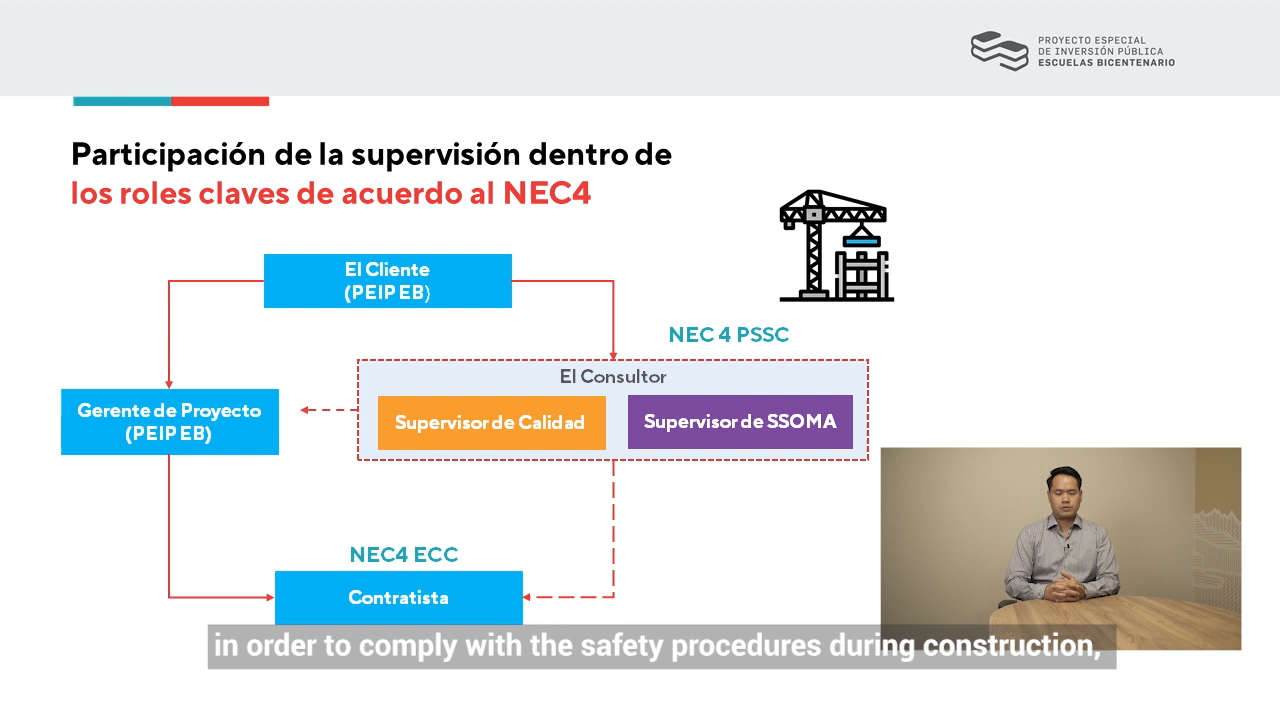 PROYECTO ESPECIAL
DE INVERSIÓN PÚBLICA
ESCUELAS BICENTENARIO
Participación de la supervisión dentro de
los roles claves de acuerdo al NEC4
El Cliente
(PEIP EB)
NEC 4 PSSC
El Consultor
Gerente de Proyecto
(PEIP EB)
Supervisor de Calidad
Supervisor de SSOMA
NEC4 ECC
Contratista
in order to comply with the safety procedures during construction,